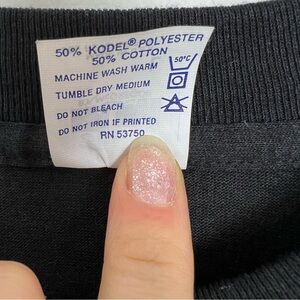 50% KODEL® POLYESTER
50% COTTON
MACHINE WASH WARM
50°C
TUMBLE DRY MEDIUM
DO NOT BLEACH
DO NOT IRON IF PRINTED
RN 53750